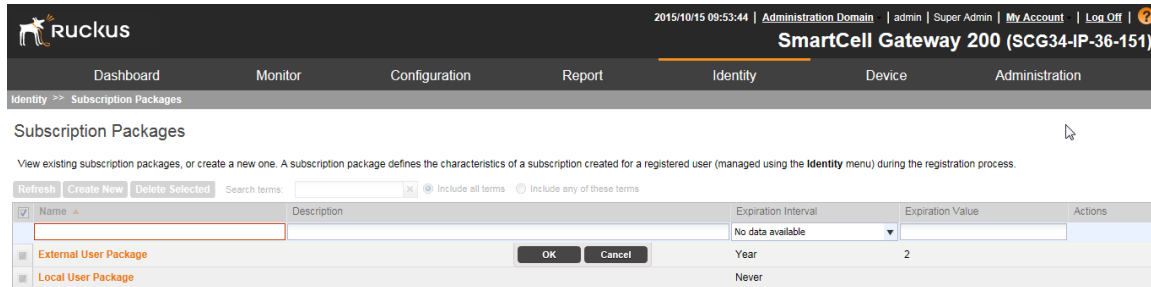 Ruckus
2015/10/15 09:53:44 | Administration Domain | admin | Super Admin | My Account | Log Off | ?
SmartCell Gateway 200 (SCG34-IP-36-151)
Dashboard Monitor Configuration Report Identity Device Administration
Identity >> Subscription Packages
Subscription Packages
View existing subscription packages, or create a new one. A subscription package defines the characteristics of a subscription created for a registered user (managed using the Identity menu) during the registration process.
Refresh Create New Delete Selected Search terms: x Include all terms Include any of these terms
Name Description Expiration Interval Expiration Value Actions
No data available
External User Package OK Cancel Year 2
Local User Package Never